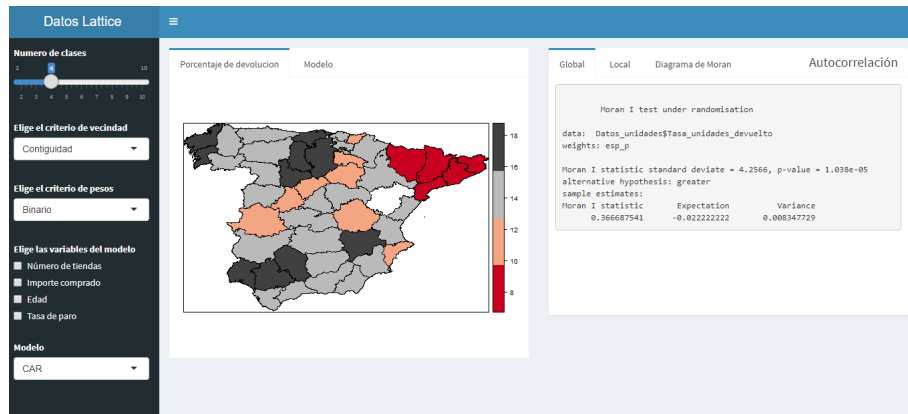 Datos Lattice
Numero de clases
2 4 10
2 3 4 5 6 7 8 9 10
Elige el criterio de vecindad
Contiguidad
Elige el criterio de pesos
Binario
Elige las variables del modelo
Número de tiendas
Importe comprado
Edad
Tasa de paro
Modelo
CAR
Porcentaje de devolucion Modelo
18
16
14
12
10
8
Global Local Diagrama de Moran Autocorrelación
Moran I test under randomisation
data: Datos_unidades$Tasa_unidades_devuelto
weights: esp_p
Moran I statistic standard deviate = 4.2566, p-value = 1.038e-05
alternative hypothesis: greater
sample estimates:
Moran I statistic Expectation Variance
0.366687541 -0.022222222 0.008347729